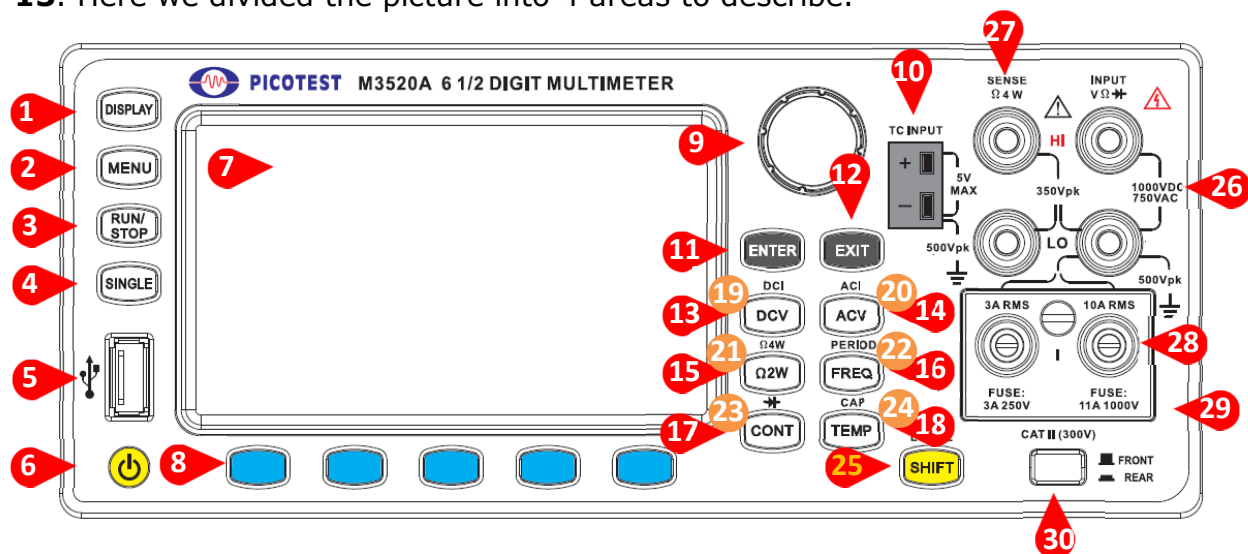 13. Here we divided the picture into 4 areas to describe.
PICOTEST M3520A 6 1/2 DIGIT MULTIMETER
1
DISPLAY
2
MENU
3
RUN/
STOP
4
SINGLE
5
6
7
8
9
10
TC INPUT
+
−
5V
MAX
500Vpk
11
ENTER
12
EXIT
DCI
19
13
DCV
ACI
20
ACV
14
Ω4W
21
15
Ω2W
PERIOD
22
FREQ
16
23
17
CONT
CAP
24
TEMP
18
25
SHIFT
27
SENSE
Ω 4 W
INPUT
V Ω
HI
350Vpk
1000VDC
750VAC
26
LO
500Vpk
3A RMS
10A RMS
I
28
FUSE:
3A 250V
FUSE:
11A 1000V
29
CAT II (300V)
FRONT
REAR
30